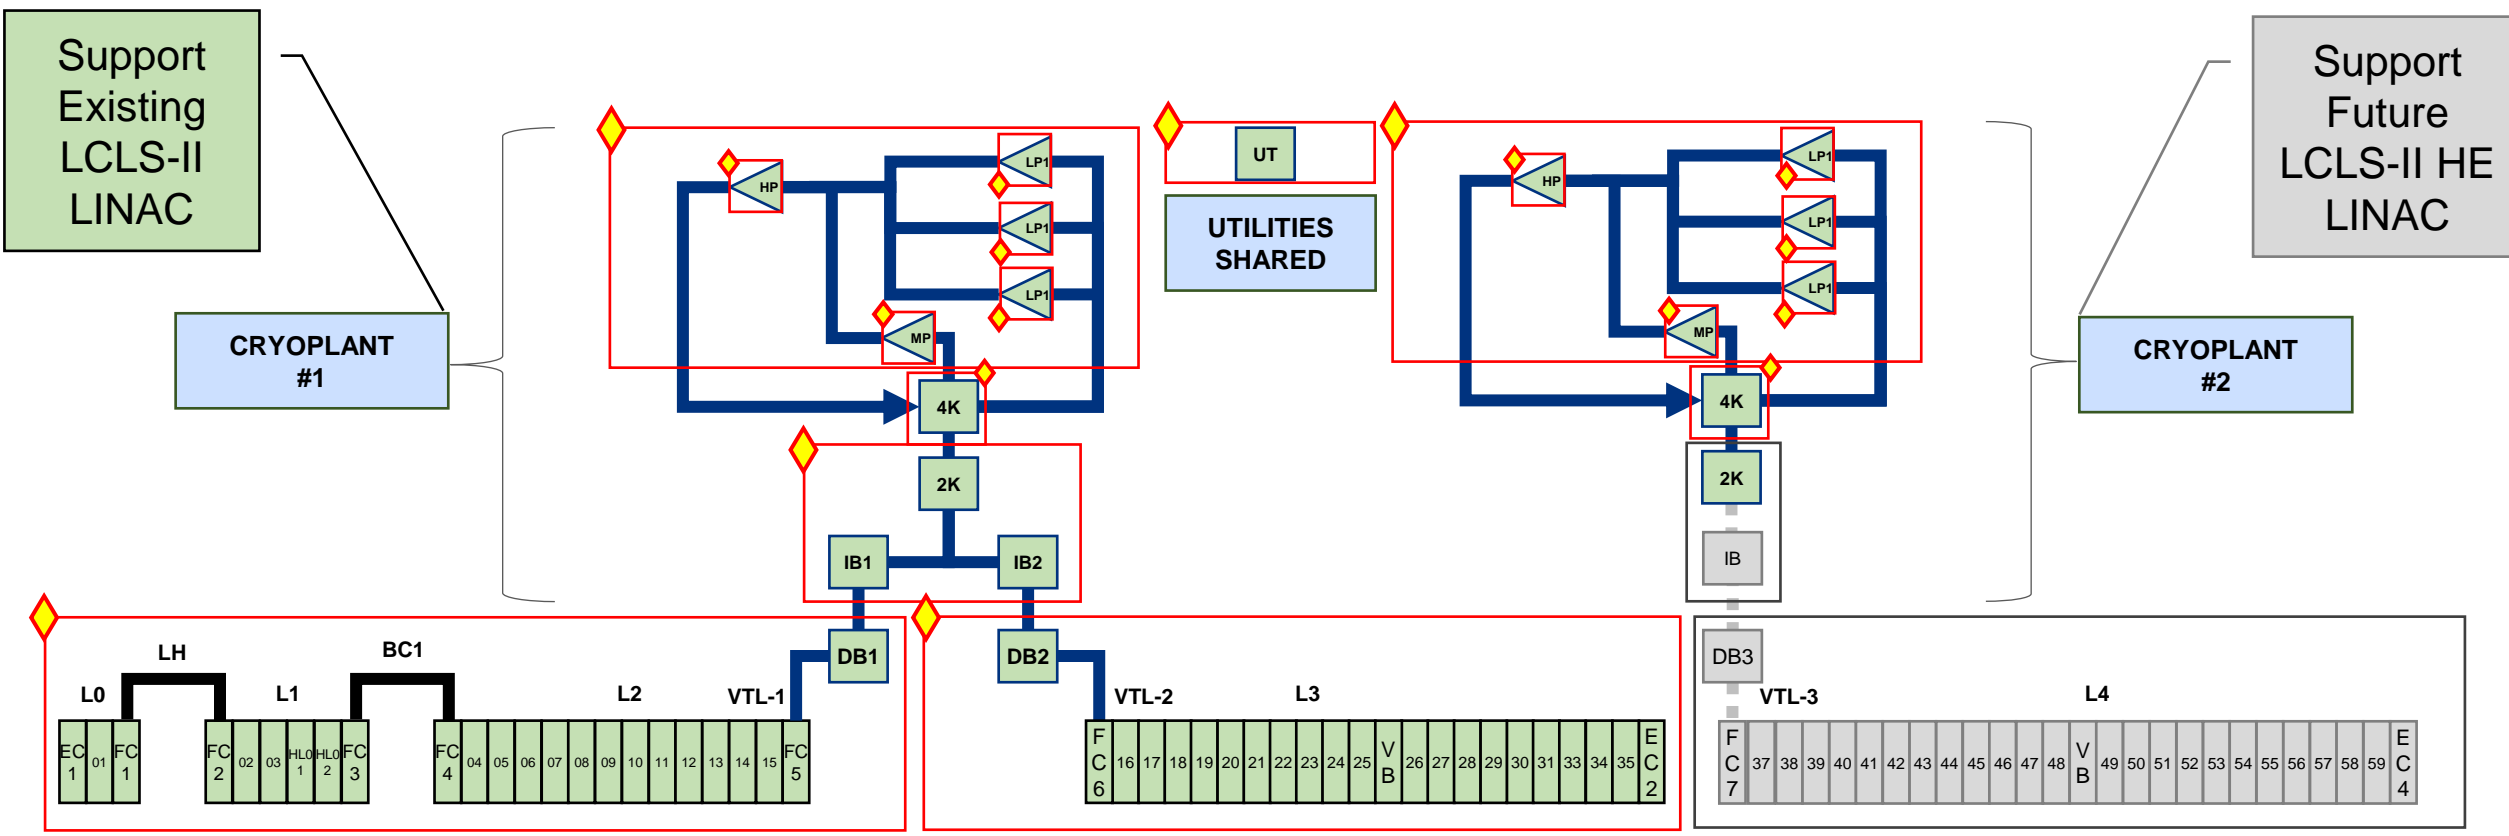 Support
Existing
LCLS-II
LINAC
Support
Future
LCLS-II HE
LINAC
CRYOPLANT
#1
UTILITIES
SHARED
CRYOPLANT
#2
UT
HP
LP1
LP1
LP1
MP
4K
2K
IB1
IB2
DB1
DB2
HP
LP1
LP1
LP1
MP
4K
2K
IB
DB3
LH
BC1
L0
L1
L2
VTL-1
VTL-2
L3
VTL-3
L4
EC
1
01
FC
1
FC
2
02
03
HL0
1
HL0
2
FC
3
FC
4
04
05
06
07
08
09
10
11
12
13
14
15
FC
5
F
C
6
16
17
18
19
20
21
22
23
24
25
V
B
26
27
28
29
30
31
33
34
35
E
C
2
F
C
7
37
38
39
40
41
42
43
44
45
46
47
48
V
B
49
50
51
52
53
54
55
56
57
58
59
E
C
4